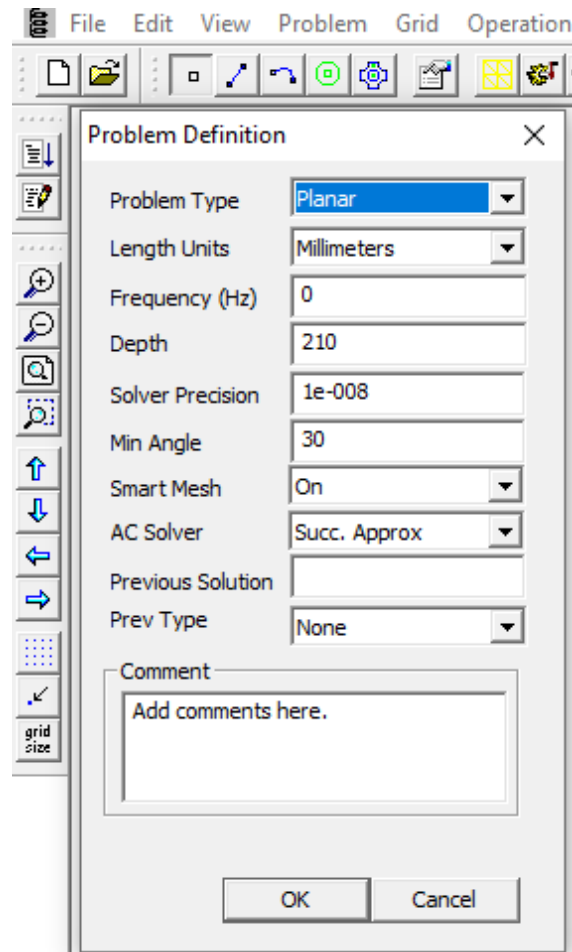 File Edit View Problem Grid Operation
Problem Definition
Problem Type Planar
Length Units Millimeters
Frequency (Hz) 0
Depth 210
Solver Precision 1e-008
Min Angle 30
Smart Mesh On
AC Solver Succ. Approx
Previous Solution
Prev Type None
grid
size
Comment
Add comments here.
OK Cancel